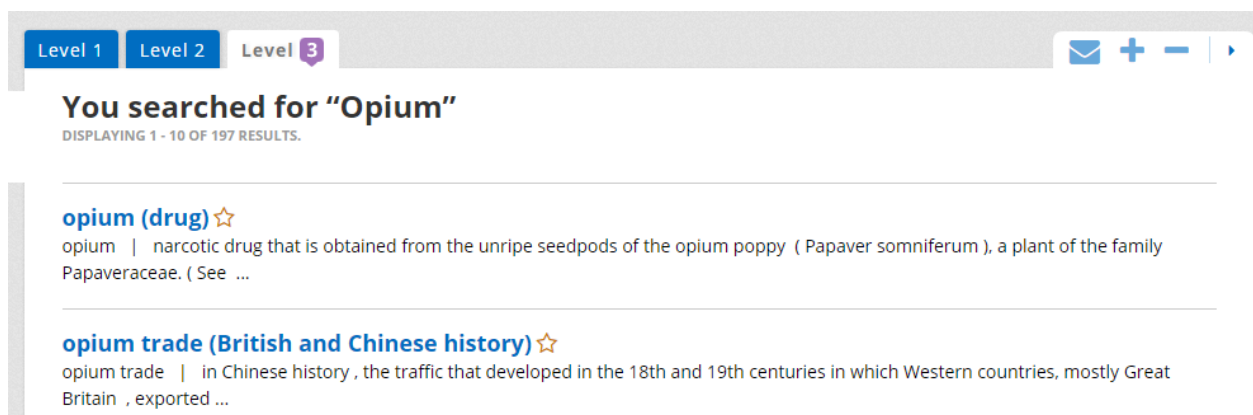 Level 1 Level 2 Level 3
You searched for “Opium”
DISPLAYING 1 - 10 OF 197 RESULTS.
opium (drug)
opium | narcotic drug that is obtained from the unripe seedpods of the opium poppy ( Papaver somniferum ), a plant of the family
Papaveraceae. ( See ...
opium trade (British and Chinese history)
opium trade | in Chinese history , the traffic that developed in the 18th and 19th centuries in which Western countries, mostly Great
Britain , exported ...